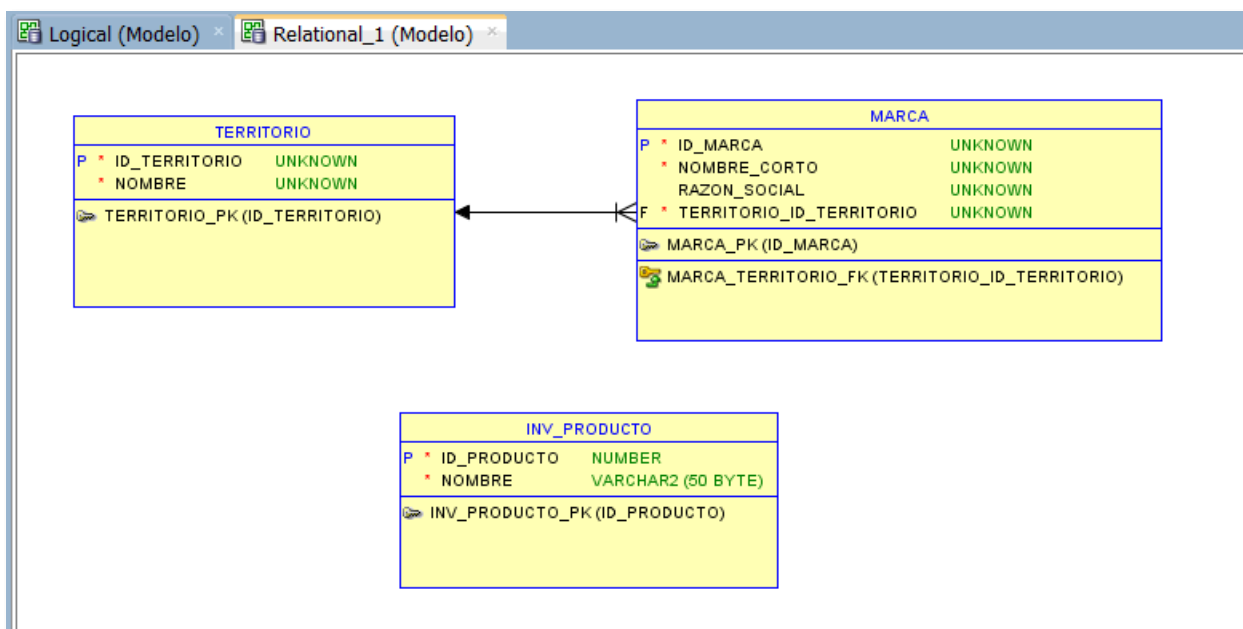 Logical (Modelo) × Relational_1 (Modelo) ×
TERRITORIO
P * ID_TERRITORIO UNKNOWN
* NOMBRE UNKNOWN
TERRITORIO_PK (ID_TERRITORIO)
MARCA
P * ID_MARCA UNKNOWN
* NOMBRE_CORTO UNKNOWN
RAZON_SOCIAL UNKNOWN
F * TERRITORIO_ID_TERRITORIO UNKNOWN
MARCA_PK (ID_MARCA)
MARCA_TERRITORIO_FK (TERRITORIO_ID_TERRITORIO)
INV_PRODUCTO
P * ID_PRODUCTO NUMBER
* NOMBRE VARCHAR2 (50 BYTE)
INV_PRODUCTO_PK (ID_PRODUCTO)